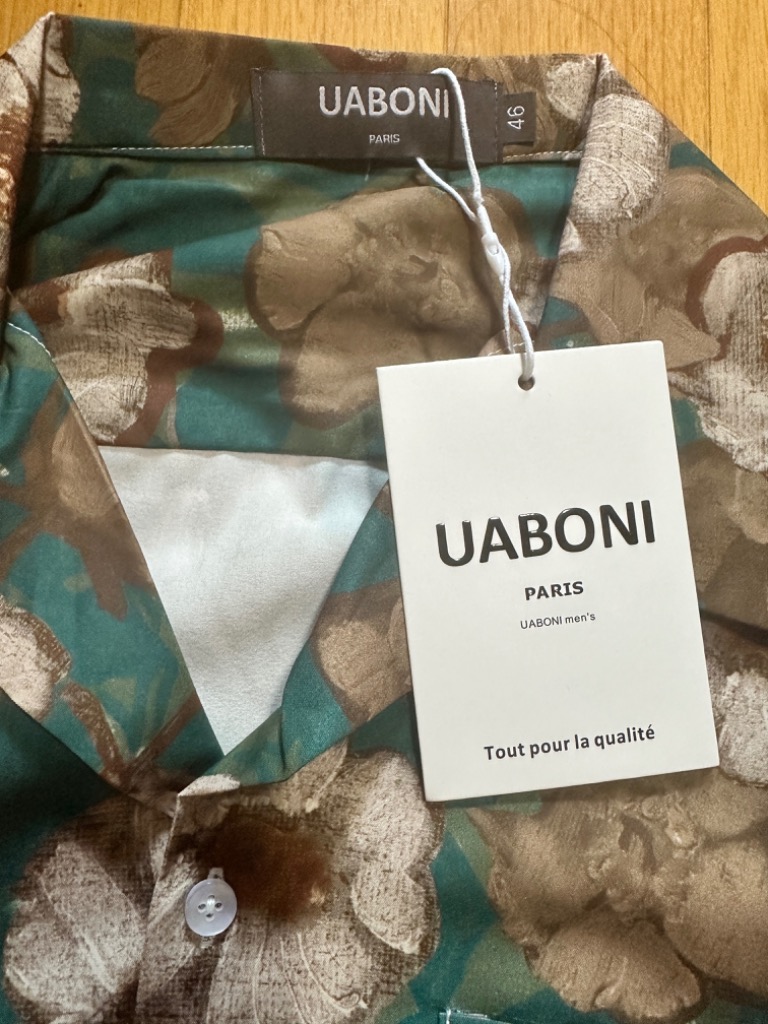 UABONI
PARIS
46
UABONI
PARIS
UABONI men's
Tout pour la qualité